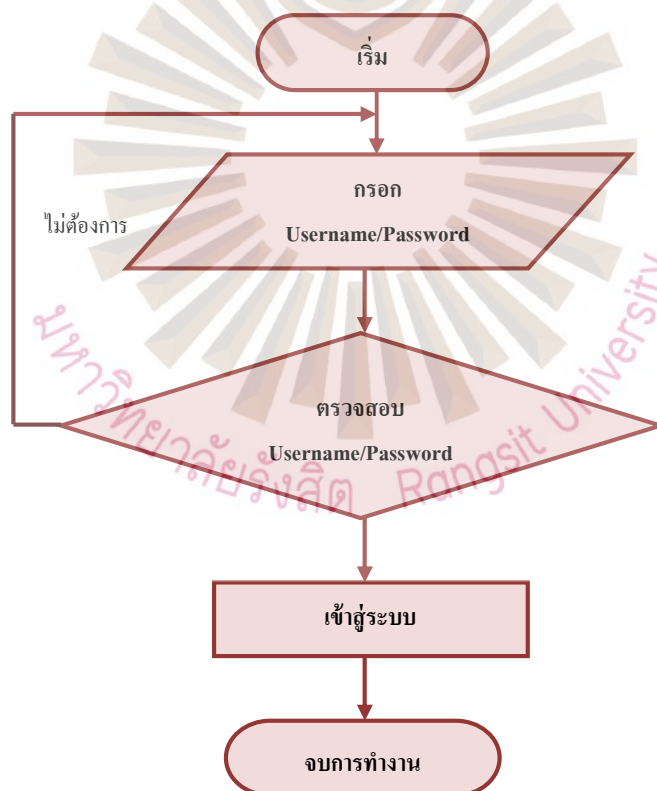 เริ่ม
กรอก
Username/Password
ไม่ต้องการ
ตรวจสอบ
Username/Password
มหาวิทยาลัยรังสิต Rangsit University
เข้าสู่ระบบ
จบการทำงาน